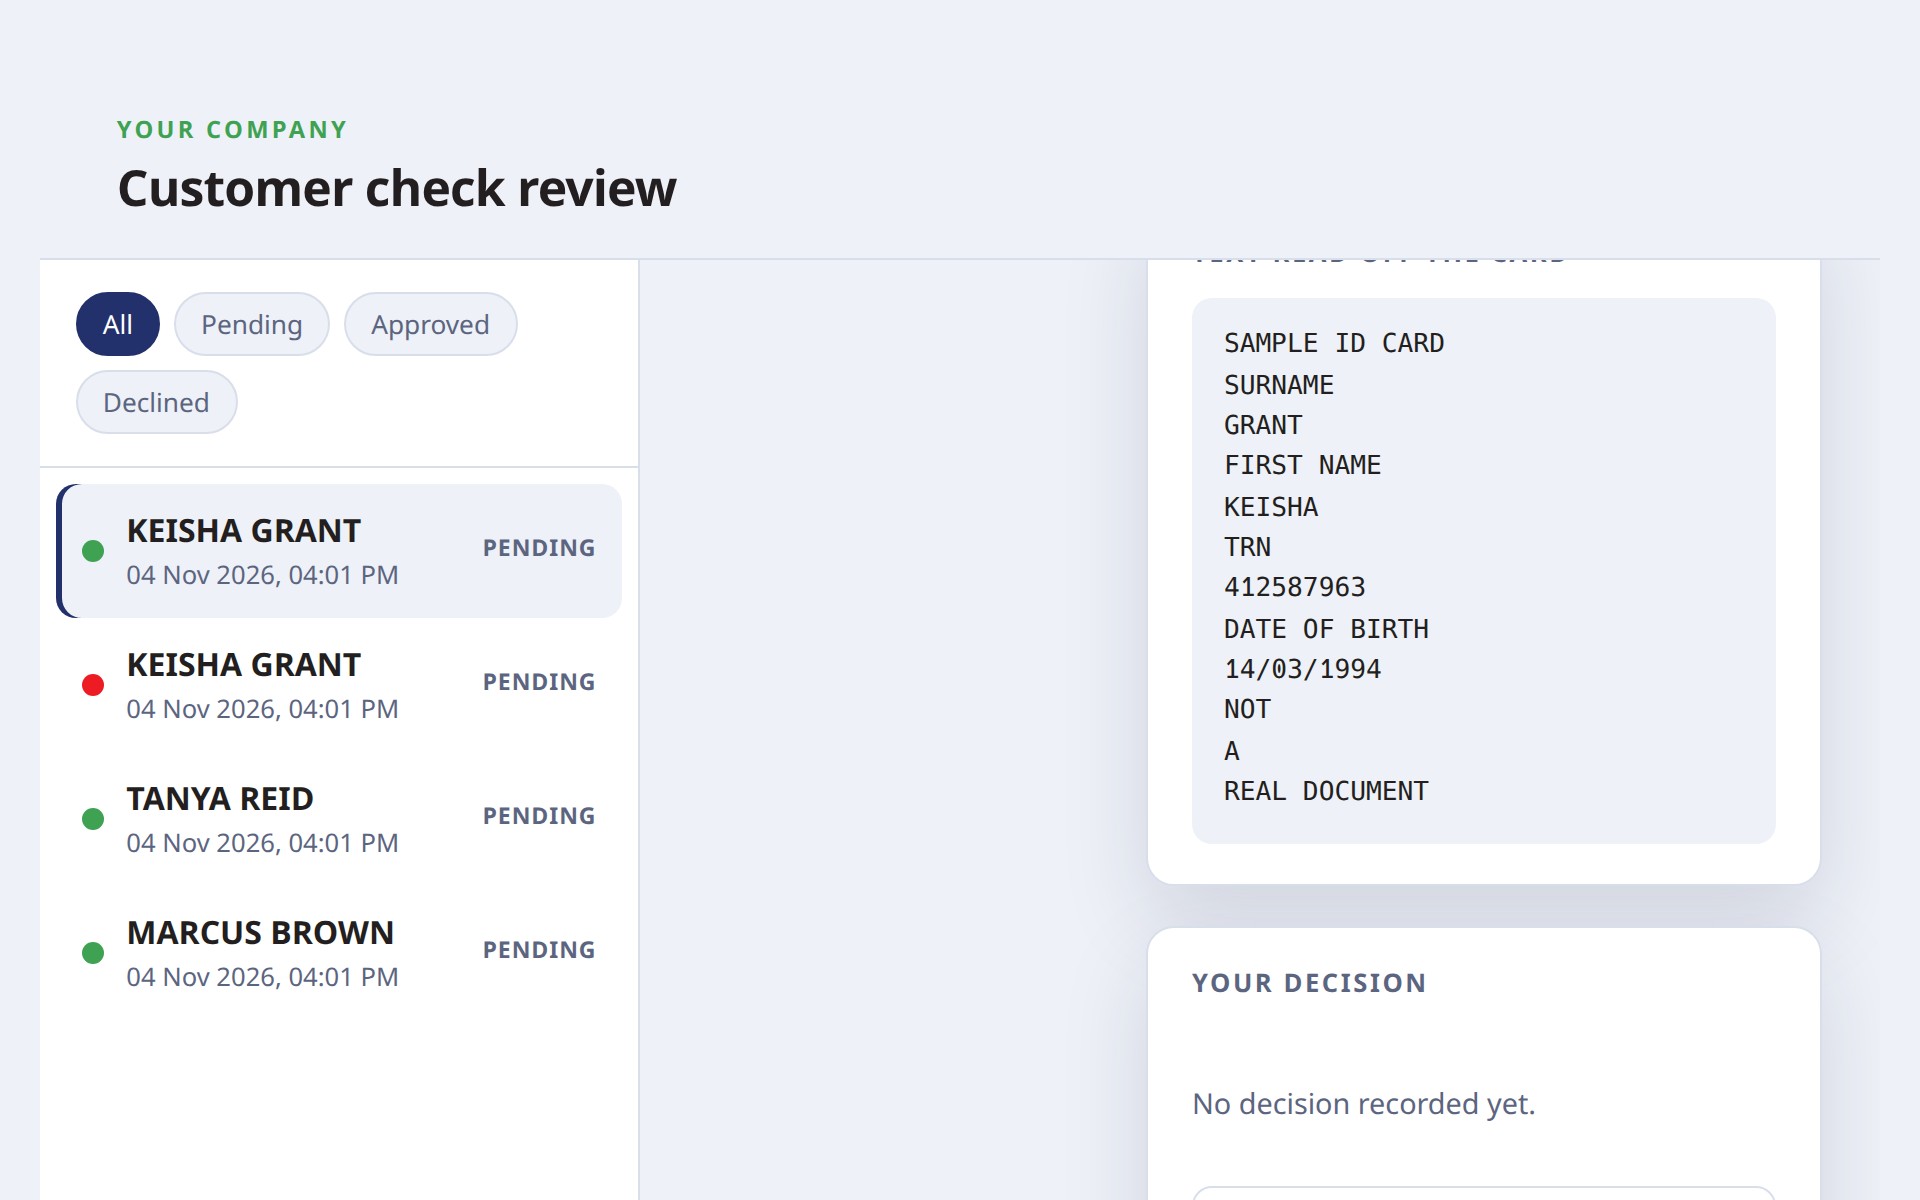 YOUR COMPANY
Customer check review
All
Pending
Approved
Declined
KEISHA GRANT
04 Nov 2026, 04:01 PM
PENDING
KEISHA GRANT
04 Nov 2026, 04:01 PM
PENDING
TANYA REID
04 Nov 2026, 04:01 PM
PENDING
MARCUS BROWN
04 Nov 2026, 04:01 PM
PENDING
SAMPLE ID CARD
SURNAME
GRANT
FIRST NAME
KEISHA
TRN
412587963
DATE OF BIRTH
14/03/1994
NOT
A
REAL DOCUMENT
YOUR DECISION
No decision recorded yet.